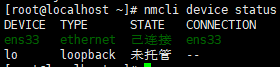 [root@localhost ~]# nmcli device status
DEVICE  TYPE      STATE   CONNECTION
ens33   ethernet  已连接  ens33
lo      loopback  未托管  --